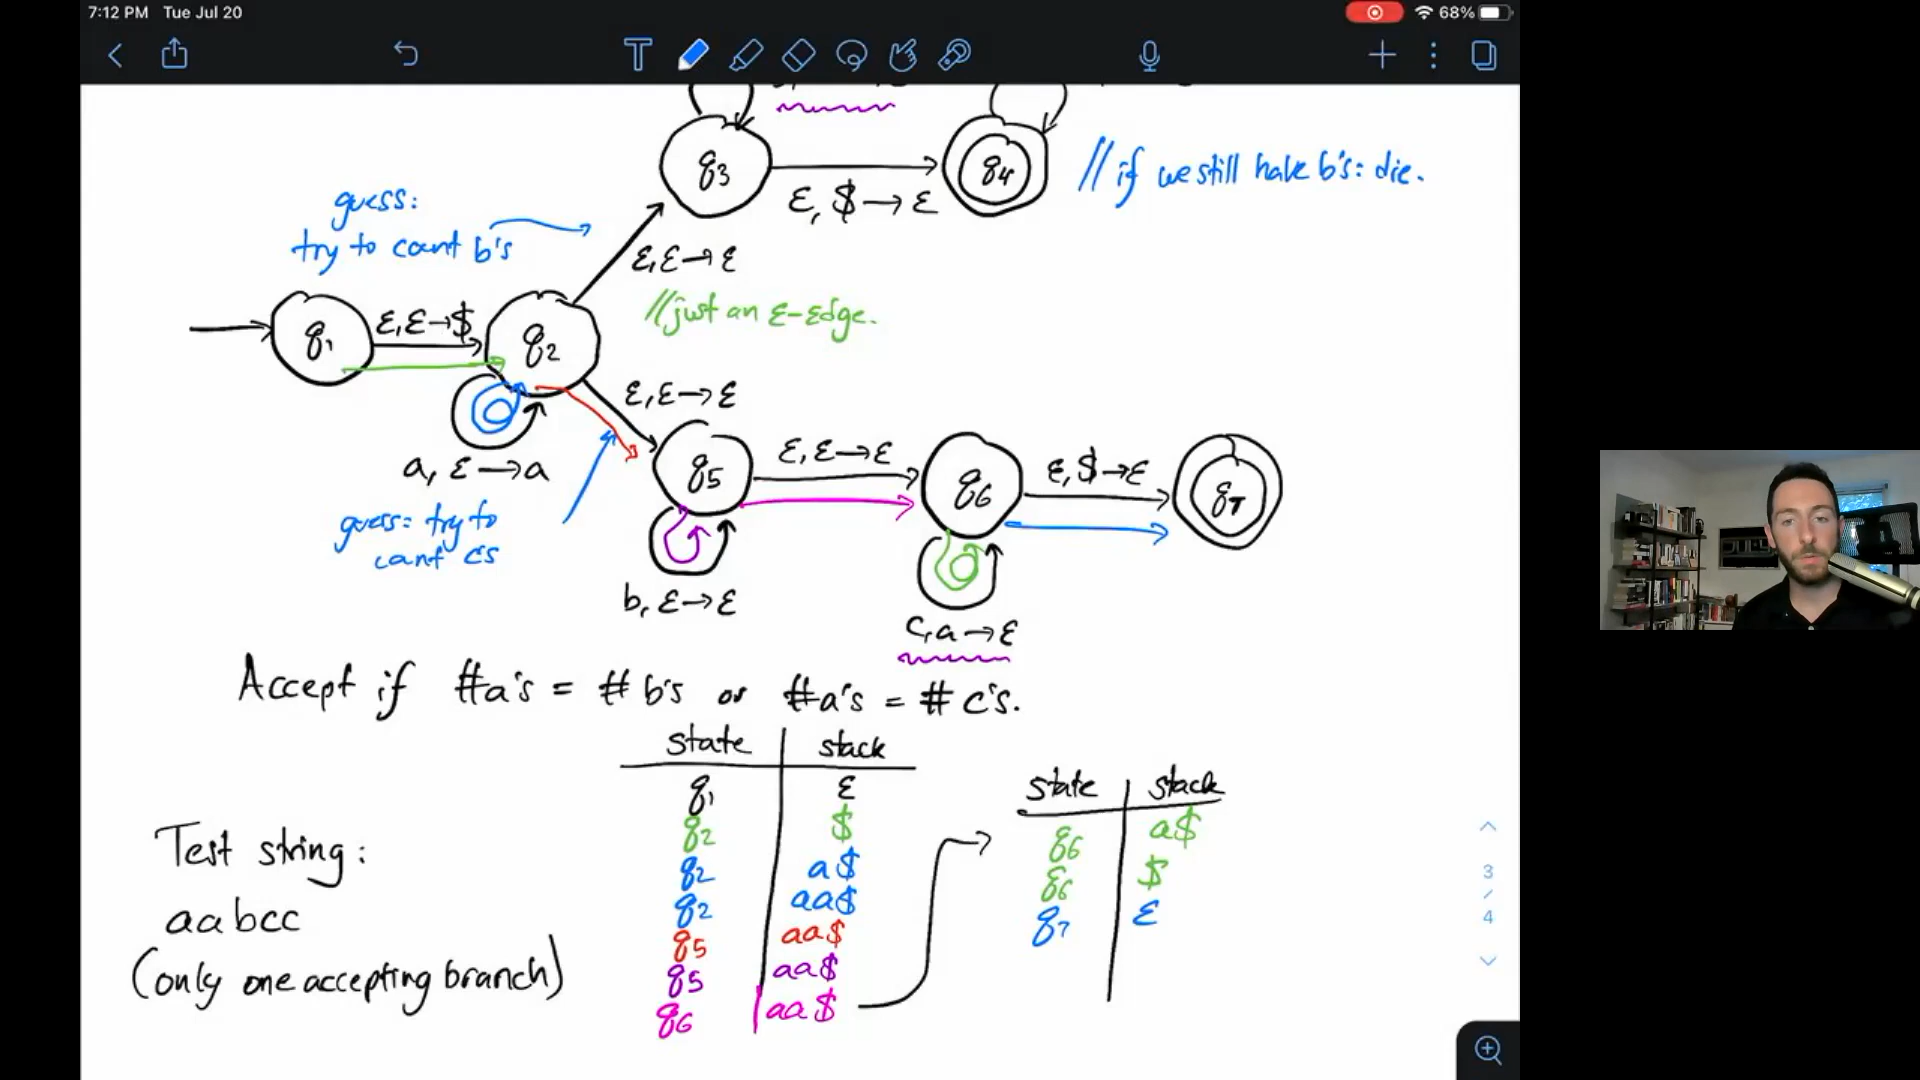 7:12 PM Tue Jul 20
68%
q3
ε, $ → ε
q4
// if we still have b's: die.
guess:
try to count b's
ε, ε → ε
// just an ε-Edge.
q1
ε, ε → $
q2
a, ε → a
ε, ε → ε
guess: try to
count c's
q5
ε, ε → ε
b, ε → ε
q6
ε, $ → ε
c, a → ε
q7
Accept if #a's = # b's or #a's = # c's.
state stack
q1 ε
q2 $
q2 a$
q2 aa$
q5 aa$
q5 aa$
q6 aa$
state stack
q6 a$
q6 $
q7 ε
Test string:
aabcc
(only one accepting branch)
3
/
4